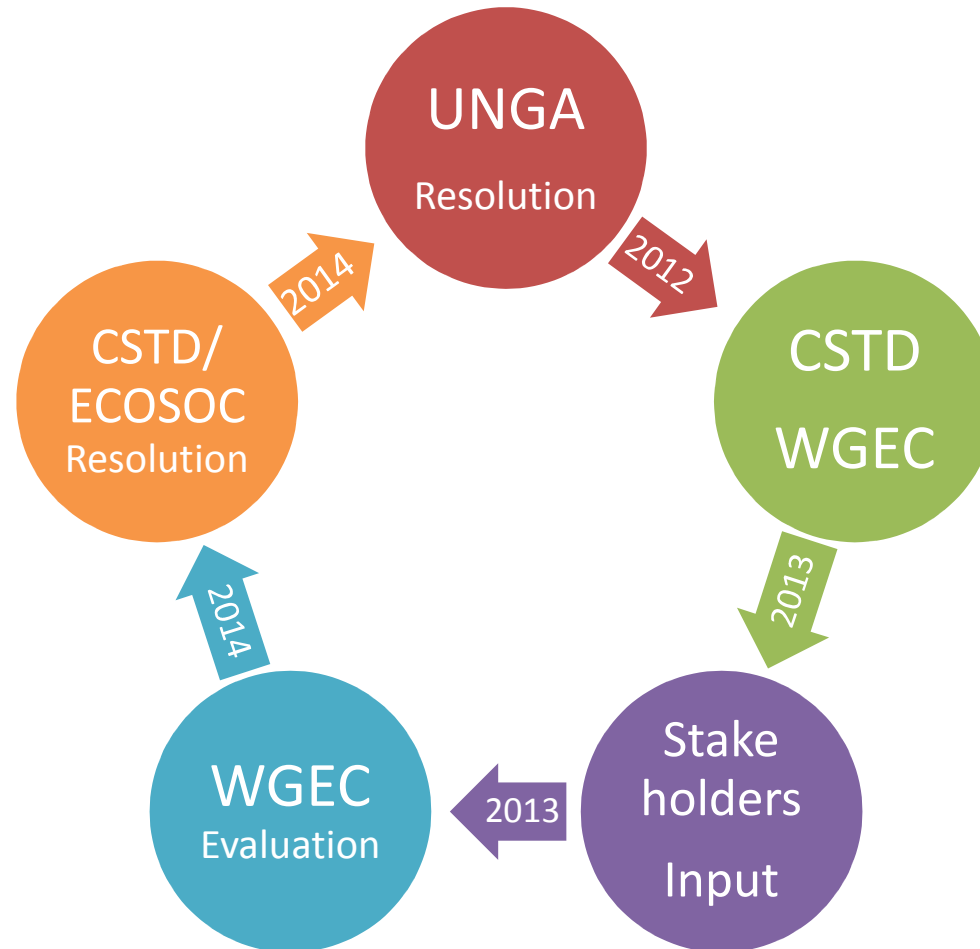 UNGA
Resolution
2012
CSTD
WGEC
2013
Stake
holders
Input
2013
WGEC
Evaluation
2014
CSTD/
ECOSOC
Resolution
2014